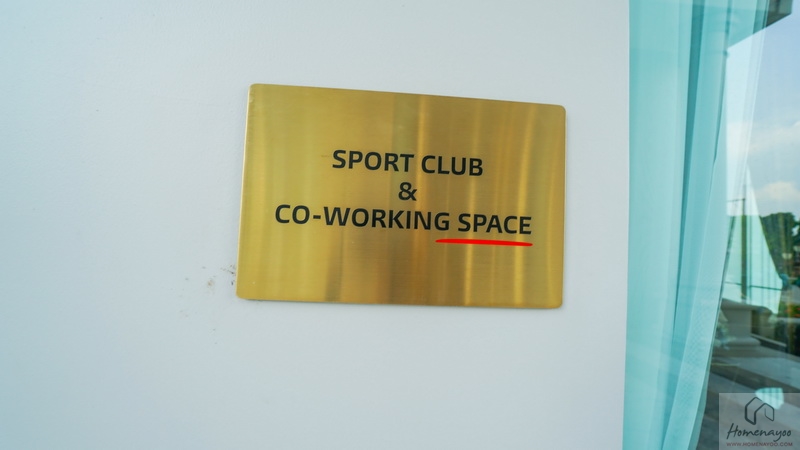 SPORT CLUB
&
CO-WORKING SPACE
Homenayoo
WWW.HOMENAYOO.COM